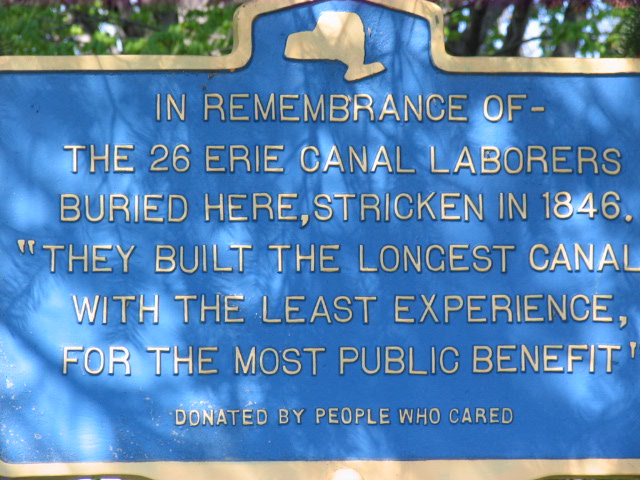 IN REMEMBRANCE OF-
THE 26 ERIE CANAL LABORERS
BURIED HERE, STRICKEN IN 1846.
"THEY BUILT THE LONGEST CANAL
WITH THE LEAST EXPERIENCE,
FOR THE MOST PUBLIC BENEFIT"
DONATED BY PEOPLE WHO CARED